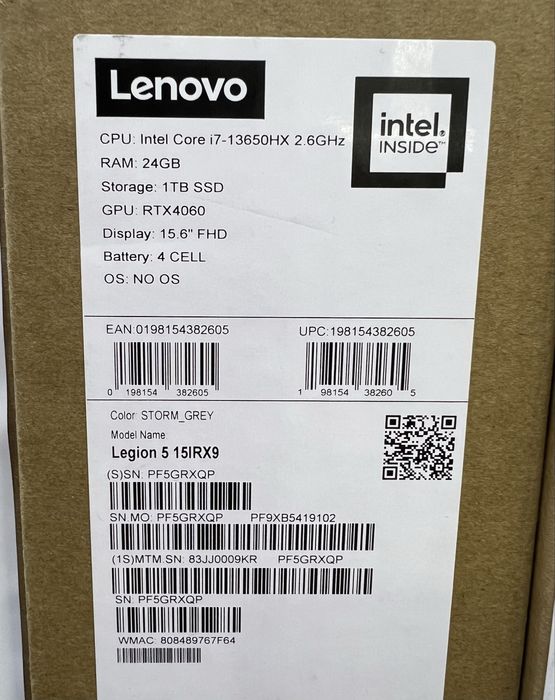 Lenovo
intel.
INSIDE™
CPU: Intel Core i7-13650HX 2.6GHz
RAM: 24GB
Storage: 1TB SSD
GPU: RTX4060
Display: 15.6" FHD
Battery: 4 CELL
OS: NO OS
EAN:0198154382605 UPC:198154382605
0 198154 382605 1 98154 38260 5
Color: STORM_GREY
Model Name
Legion 5 15IRX9
(S)SN. PF5GRXQP
SN.MO: PF5GRXQP PF9XB5419102
(1S)MTM.SN: 83JJ0009KR PF5GRXQP
SN. PF5GRXQP
WMAC: 808489767F64